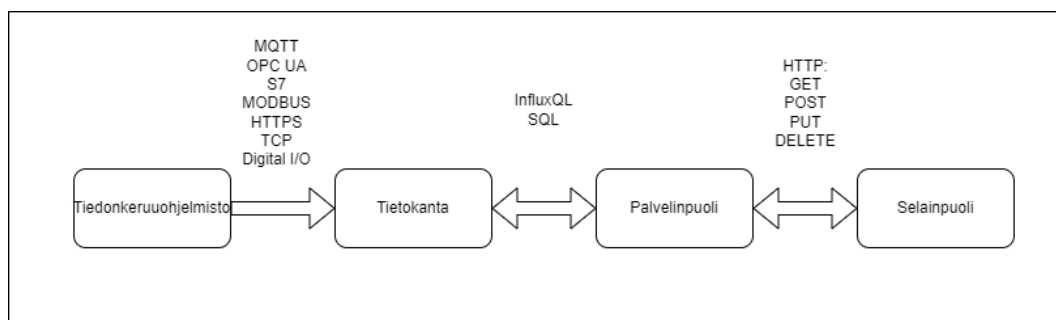 MQTT
OPC UA
S7
MODBUS
HTTPS
TCP
Digital I/O
InfluxQL
SQL
HTTP:
GET
POST
PUT
DELETE
Tiedonkeruuohjelmisto
Tietokanta
Palvelinpuoli
Selainpuoli